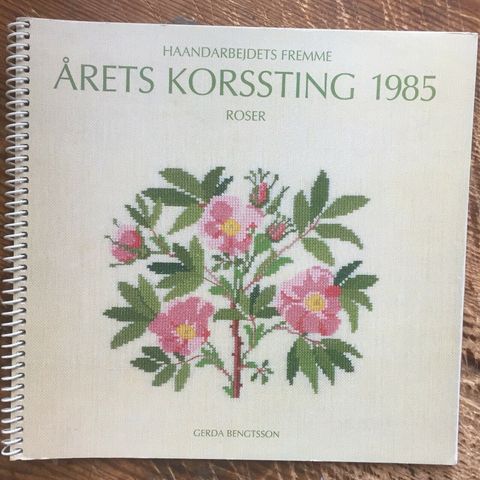 HAANDARBEJDETS FREMME
ÅRETS KORSSTING 1985
ROSER
GERDA BENGTSSON